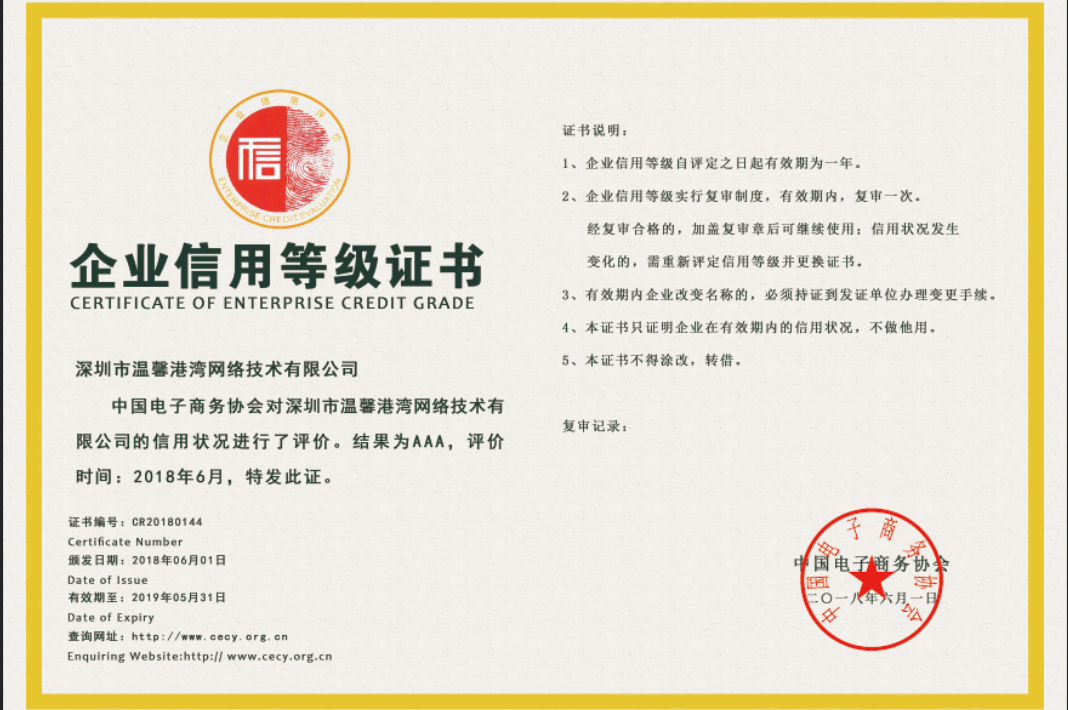 企业信用评价
信
ENTERPRISE CREDIT EVALUATION
企业信用等级证书
CERTIFICATE OF ENTERPRISE CREDIT GRADE
深圳市温馨港湾网络技术有限公司
中国电子商务协会对深圳市温馨港湾网络技术有
限公司的信用状况进行了评价。结果为AAA，评价
时间：2018年6月，特发此证。
证书编号：CR20180144
Certificate Number
颁发日期：2018年06月01日
Date of Issue
有效期至：2019年05月31日
Date of Expiry
查询网址：http://www.cecy.org.cn
Enquiring Website:http:// www.cecy.org.cn
证书说明：
1、企业信用等级自评定之日起有效期为一年。
2、企业信用等级实行复审制度，有效期内，复审一次。
经复审合格的，加盖复审章后可继续使用；信用状况发生
变化的，需重新评定信用等级并更换证书。
3、有效期内企业改变名称的，必须持证到发证单位办理变更手续。
4、本证书只证明企业在有效期内的信用状况，不做他用。
5、本证书不得涂改，转借。
复审记录：
中国电子商务协会
中国电子商务协会
二〇一八年六月一日